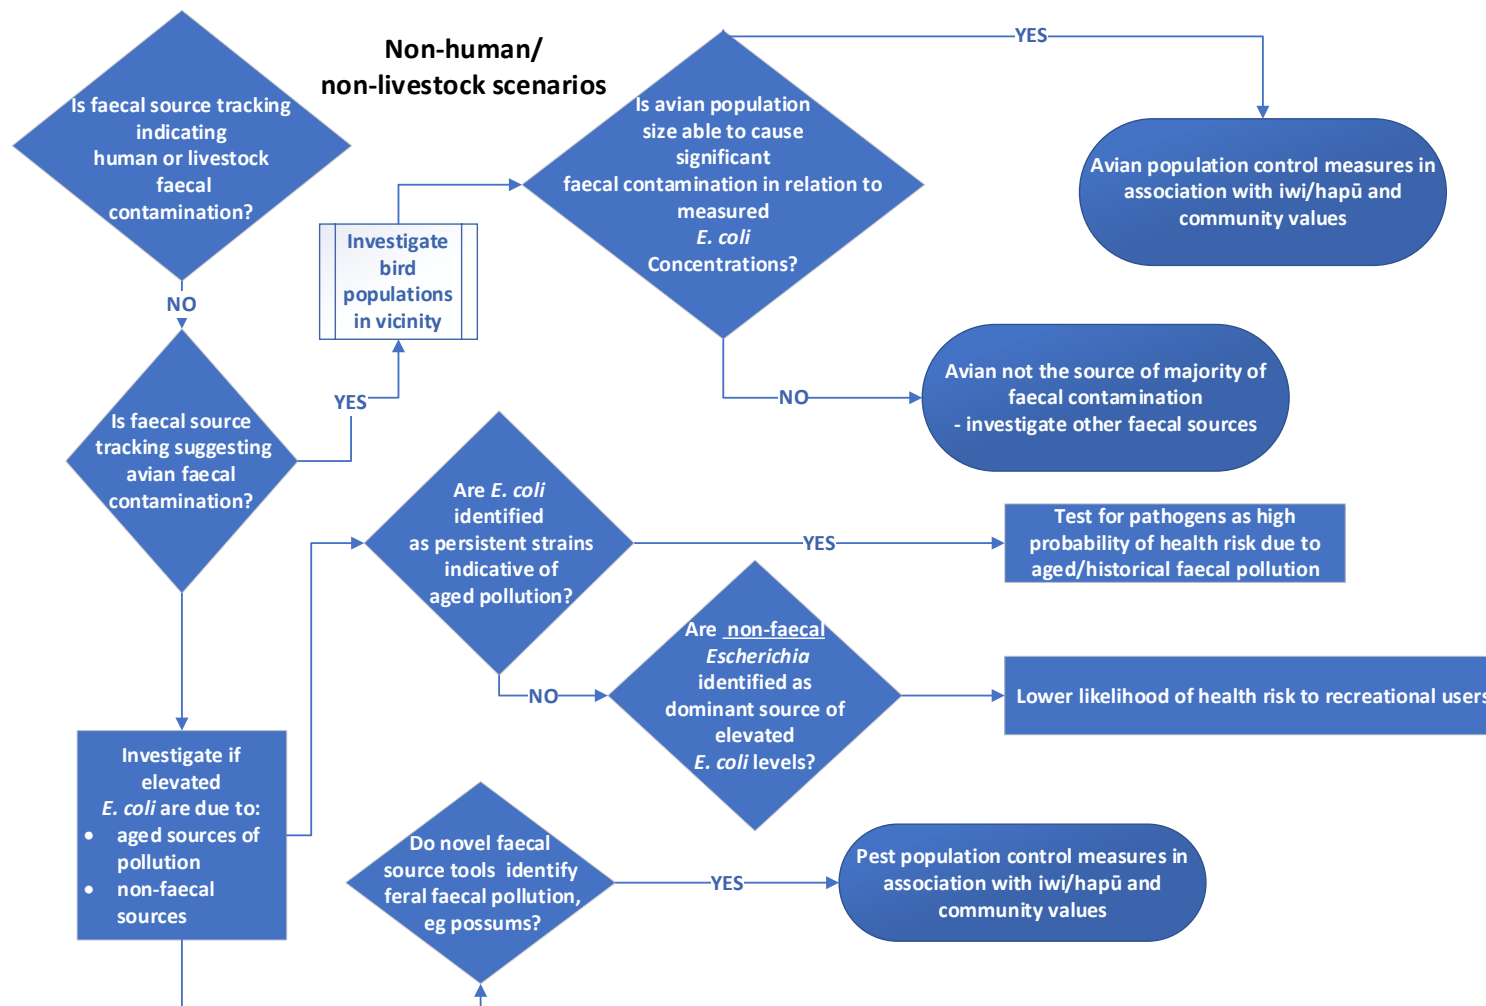 Non-human/
non-livestock scenarios
Is faecal source tracking
indicating
human or livestock
faecal
contamination?
NO
Is faecal source
tracking suggesting
avian faecal
contamination?
YES
Investigate
bird
populations
in vicinity
Is avian population
size able to cause
significant
faecal contamination in relation to
measured
E. coli
Concentrations?
YES
Avian population control measures in
association with iwi/hapū and
community values
NO
Avian not the source of majority of
faecal contamination
- investigate other faecal sources
Investigate if
elevated
E. coli are due to:
• aged sources of
pollution
• non-faecal
sources
Are E. coli
identified
as persistent strains
indicative of
aged pollution?
YES
Test for pathogens as high
probability of health risk due to
aged/historical faecal pollution
NO
Are non-faecal
Escherichia
identified as
dominant source of
elevated
E. coli levels?
Lower likelihood of health risk to recreational users
Do novel faecal
source tools identify
feral faecal pollution,
eg possums?
YES
Pest population control measures in
association with iwi/hapū and
community values